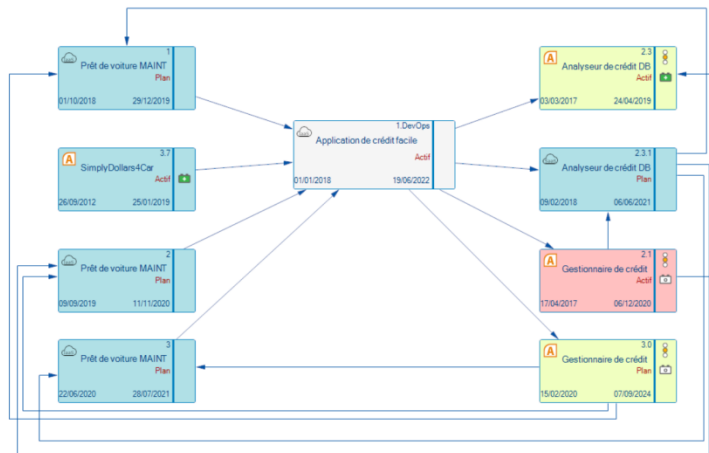 1
Prêt de voiture MAINT
Plan
01/10/2018 29/12/2019
A
3.7
SimplyDollars4Car
Actif
26/09/2012 25/01/2019
2
Prêt de voiture MAINT
Plan
09/09/2019 11/11/2020
3
Prêt de voiture MAINT
Plan
22/06/2020 28/07/2021
1.DevOps
Application de crédit facile
Actif
01/01/2018 19/06/2022
A
2.3
Analyseur de crédit DB
Actif
03/03/2017 24/04/2019
2.3.1
Analyseur de crédit DB
Plan
09/02/2018 06/06/2021
A
2.1
Gestionnaire de crédit
Actif
17/04/2017 06/12/2020
A
3.0
Gestionnaire de crédit
Plan
15/02/2020 07/09/2024